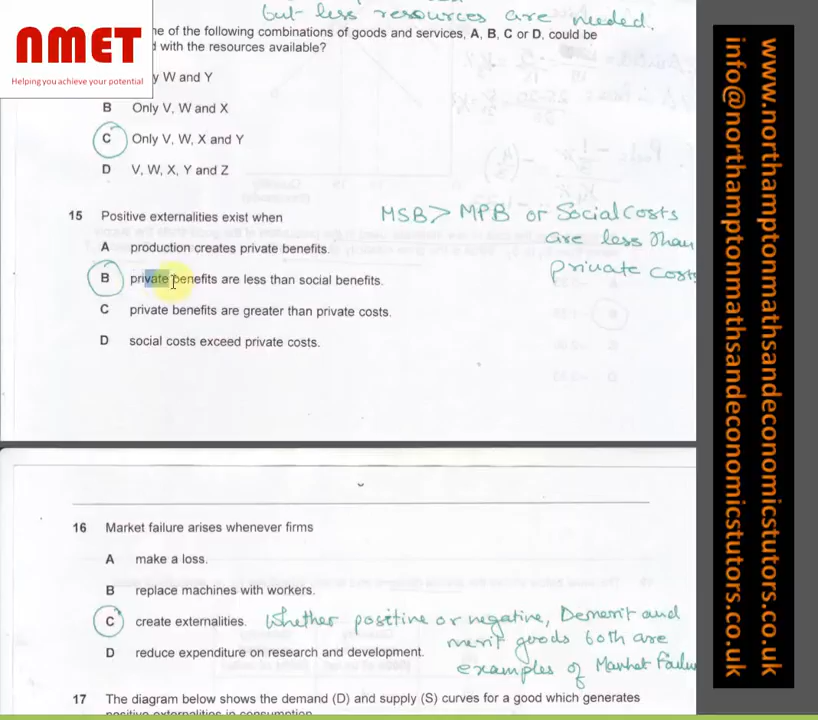 but less resources are needed.
ne of the following combinations of goods and services, A, B, C or D, could be
d with the resources available?
NMET
Helping you achieve your potential
y W and Y
B Only V, W and X
C Only V, W, X and Y
D V, W, X, Y and Z
15 Positive externalities exist when
MSB > MPB or Social Costs
are less than
private costs
A production creates private benefits.
B private benefits are less than social benefits.
C private benefits are greater than private costs.
D social costs exceed private costs.
16 Market failure arises whenever firms
A make a loss.
B replace machines with workers.
C create externalities. Whether positive or negative, Demerit and
merit goods both are
examples of Market Failu
D reduce expenditure on research and development.
17 The diagram below shows the demand (D) and supply (S) curves for a good which generates
positive externalities in consumption
www.northamptonmathsandeconomicstutors.co.uk
info@northamptonmathsandeconomicstutors.co.uk